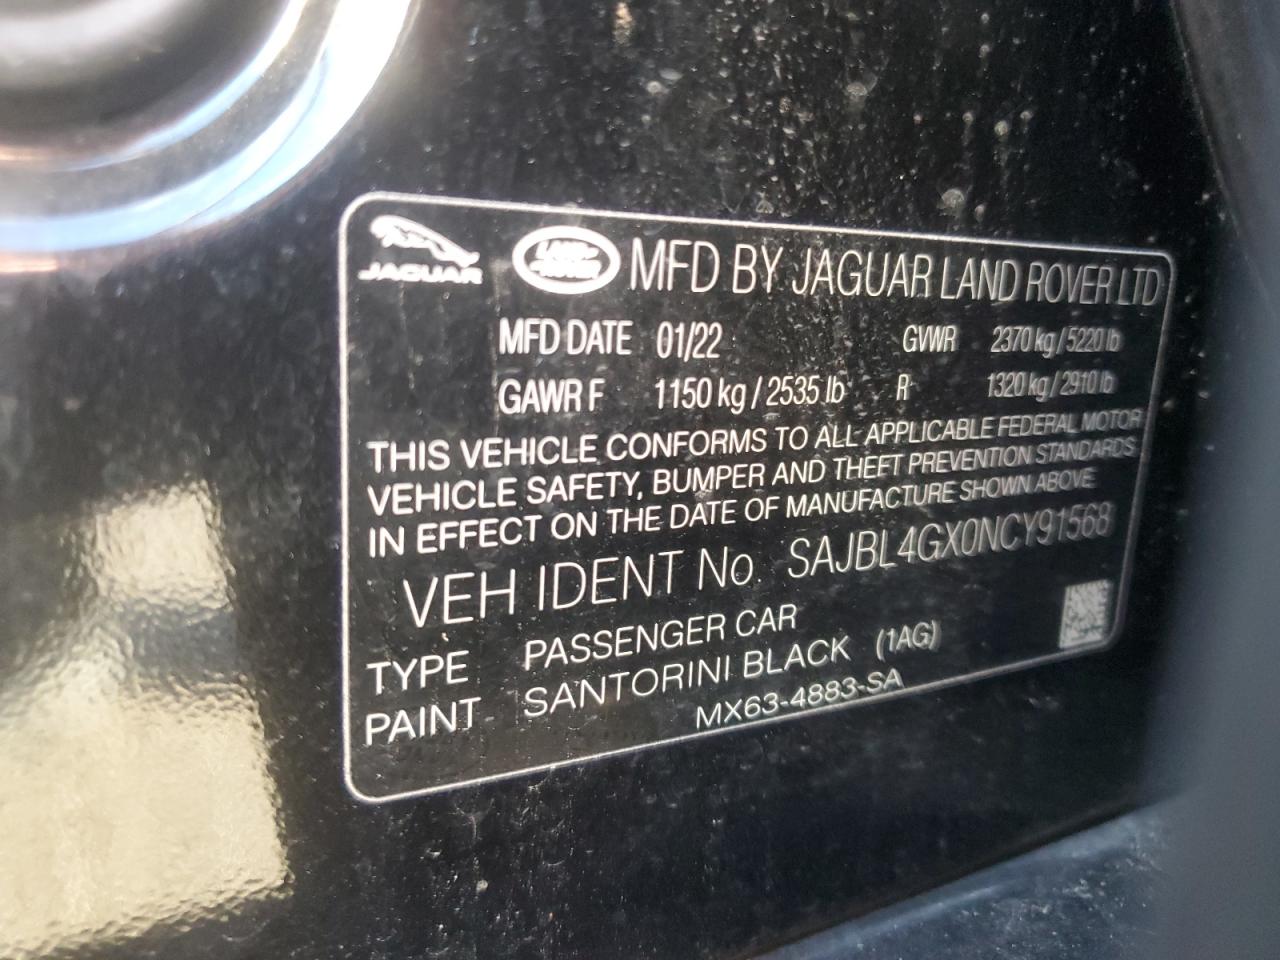 JAGUAR LAND ROVER MFD BY JAGUAR LAND ROVER LTD
MFD DATE 01/22 GVWR 2370 kg / 5220 lb
GAWR F 1150 kg / 2535 lb R 1320 kg / 2910 lb
THIS VEHICLE CONFORMS TO ALL APPLICABLE FEDERAL MOTOR
VEHICLE SAFETY, BUMPER AND THEFT PREVENTION STANDARDS
IN EFFECT ON THE DATE OF MANUFACTURE SHOWN ABOVE
VEH IDENT No. SAJBL4GX0NCY91568
TYPE PASSENGER CAR
PAINT SANTORINI BLACK (1AG)
MX63-4883-SA